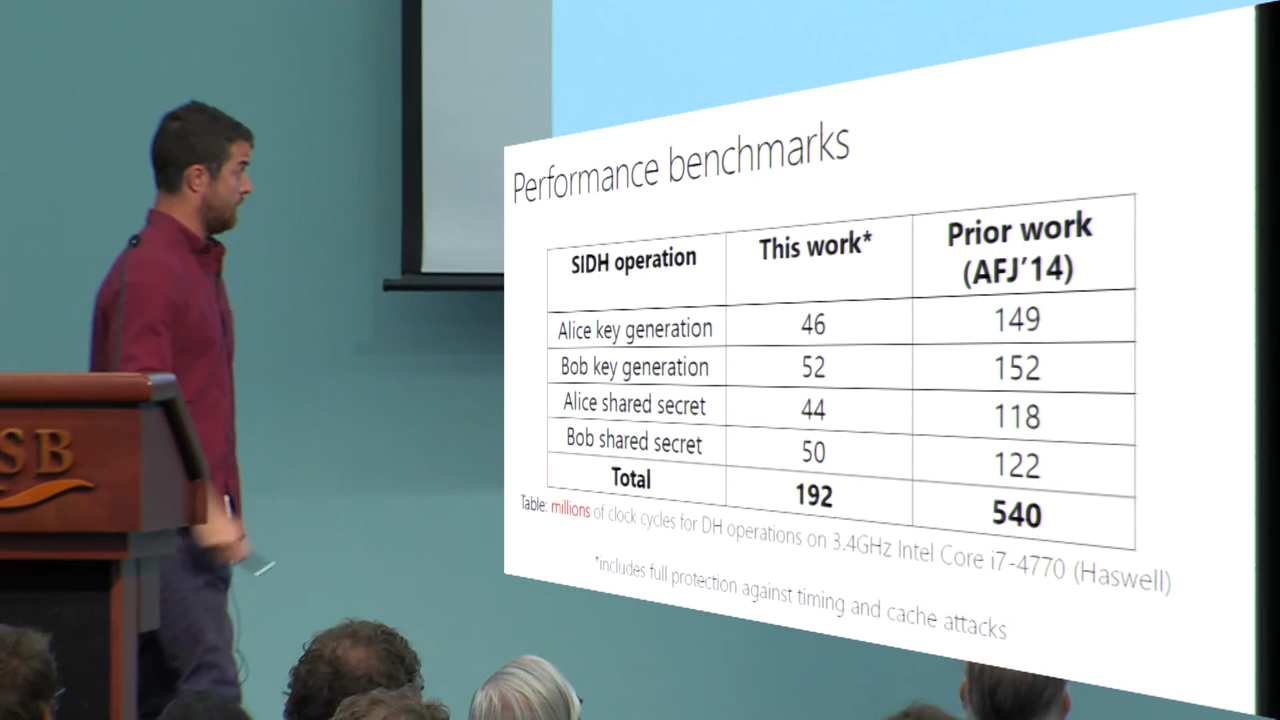 Performance benchmarks
SIDH operation This work* Prior work
(AFJ'14)
Alice key generation 46 149
Bob key generation 52 152
Alice shared secret 44 118
Bob shared secret 50 122
Total 192 540
Table: millions of clock cycles for DH operations on 3.4GHz Intel Core i7-4770 (Haswell)
*includes full protection against timing and cache attacks
SB